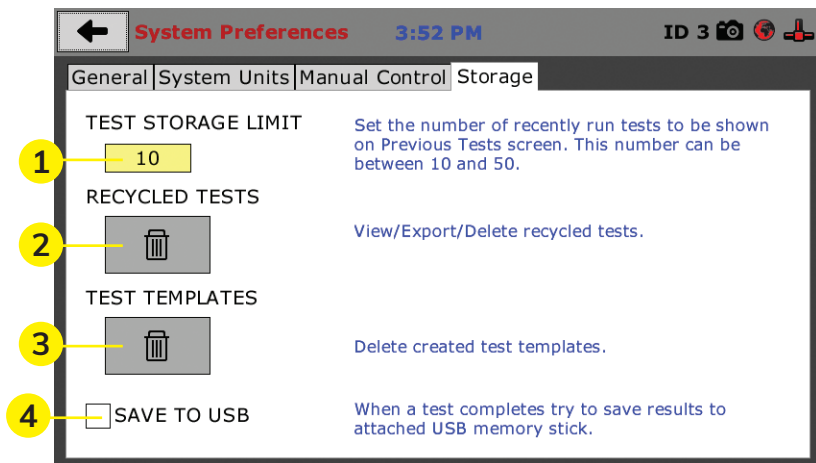 System Preferences 3:52 PM ID 3
General System Units Manual Control Storage
TEST STORAGE LIMIT
Set the number of recently run tests to be shown
on Previous Tests screen. This number can be
between 10 and 50.
1
10
RECYCLED TESTS
2
View/Export/Delete recycled tests.
TEST TEMPLATES
3
Delete created test templates.
4
SAVE TO USB
When a test completes try to save results to
attached USB memory stick.